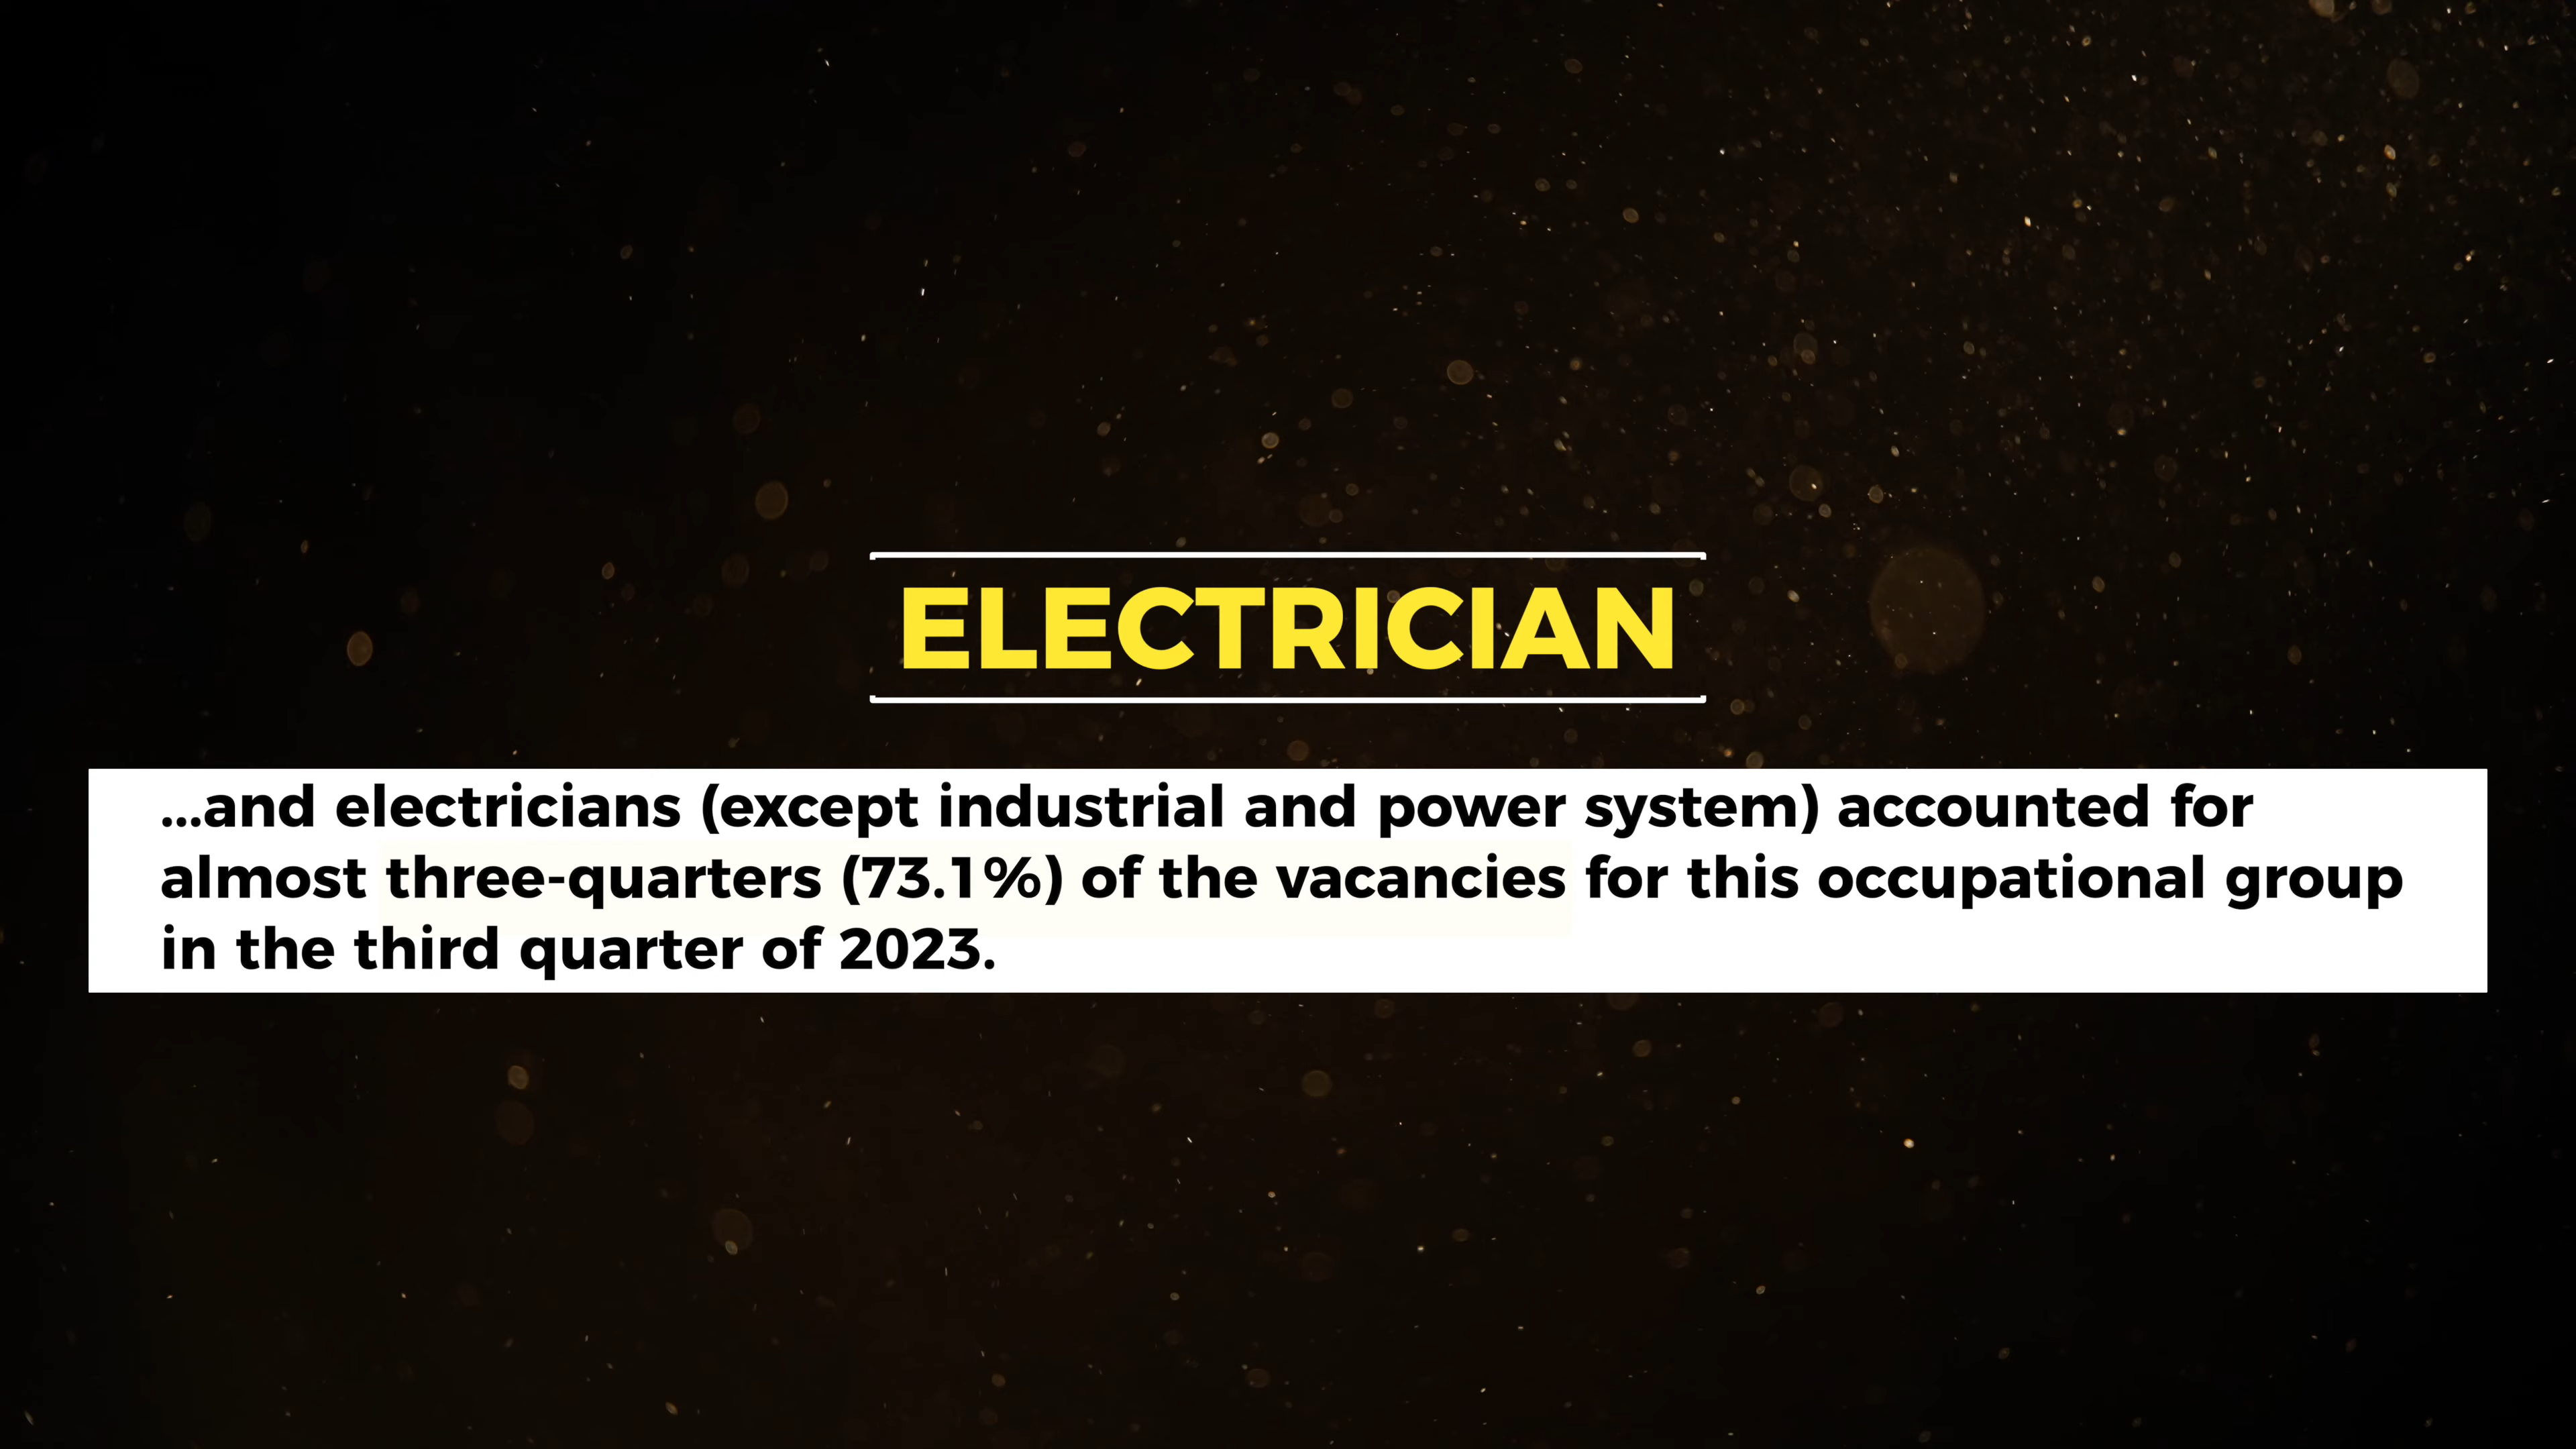 ELECTRICIAN
...and electricians (except industrial and power system) accounted for
almost three-quarters (73.1%) of the vacancies for this occupational group
in the third quarter of 2023.